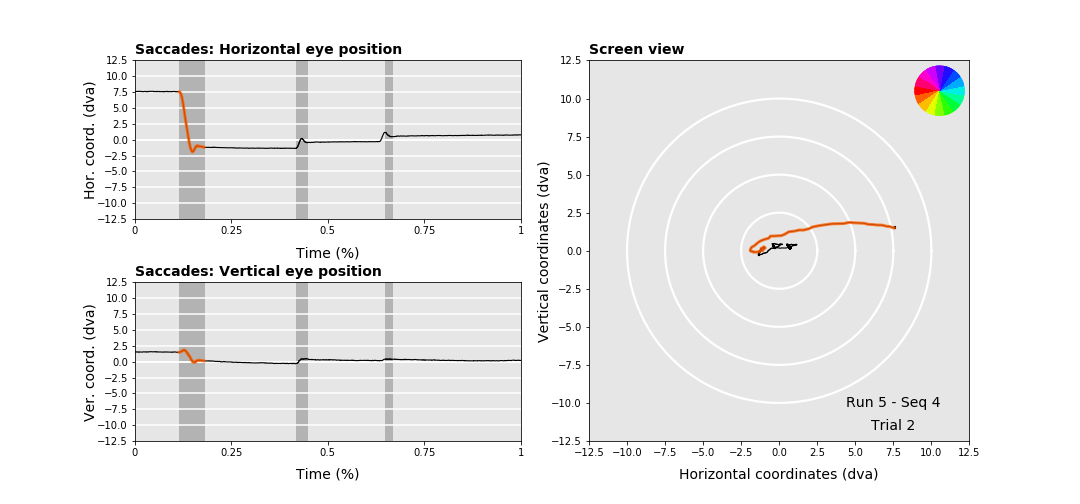 Saccades: Horizontal eye position
Hor. coord. (dva)
12.5
10.0
7.5
5.0
2.5
0.0
−2.5
−5.0
−7.5
−10.0
−12.5
0 0.25 0.5 0.75 1
Time (%)
Saccades: Vertical eye position
Ver. coord. (dva)
12.5
10.0
7.5
5.0
2.5
0.0
−2.5
−5.0
−7.5
−10.0
−12.5
0 0.25 0.5 0.75 1
Time (%)
Screen view
Vertical coordinates (dva)
12.5
10.0
7.5
5.0
2.5
0.0
−2.5
−5.0
−7.5
−10.0
−12.5
Run 5 - Seq 4
Trial 2
−12.5 −10.0 −7.5 −5.0 −2.5 0.0 2.5 5.0 7.5 10.0 12.5
Horizontal coordinates (dva)